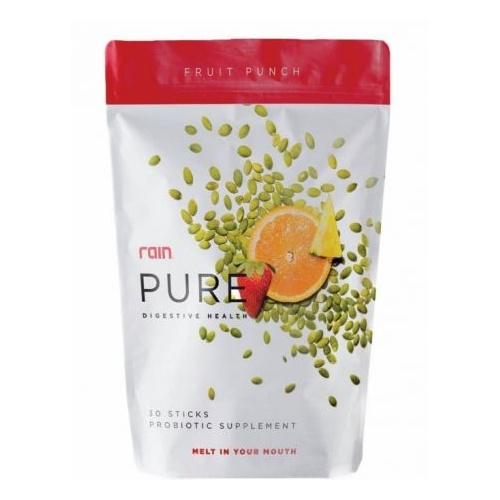 FRUIT PUNCH
rain
PURE
DIGESTIVE HEALTH
30 STICKS
PROBIOTIC SUPPLEMENT
MELT IN YOUR MOUTH